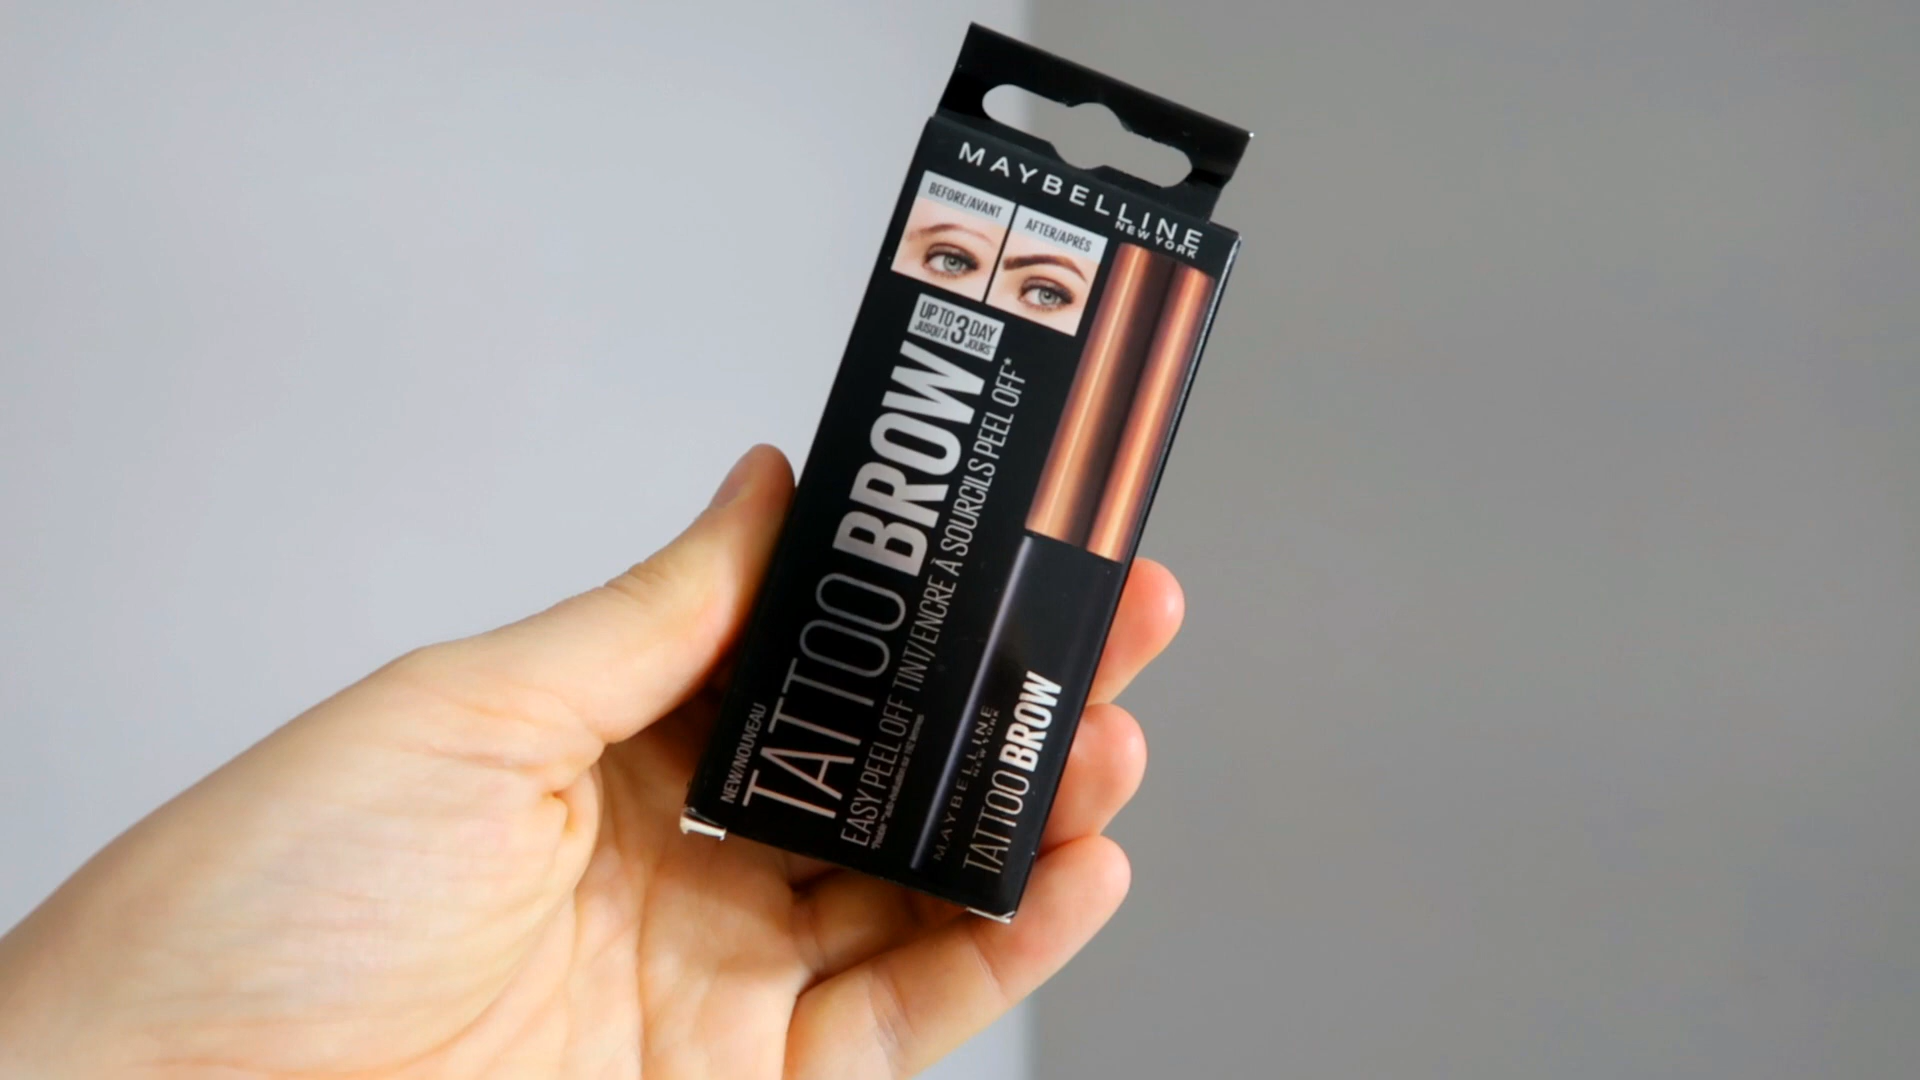 MAYBELLINE
NEW YORK
BEFORE/AVANT
AFTER/APRÈS
UP TO 3 DAY
JUSQU'À JOURS
NEW/NOUVEAU
TATTOO BROW
EASY PEEL OFF TINT/ENCRE À SOURCILS PEEL OFF*
MAYBELLINE
NEW YORK
TATTOO BROW